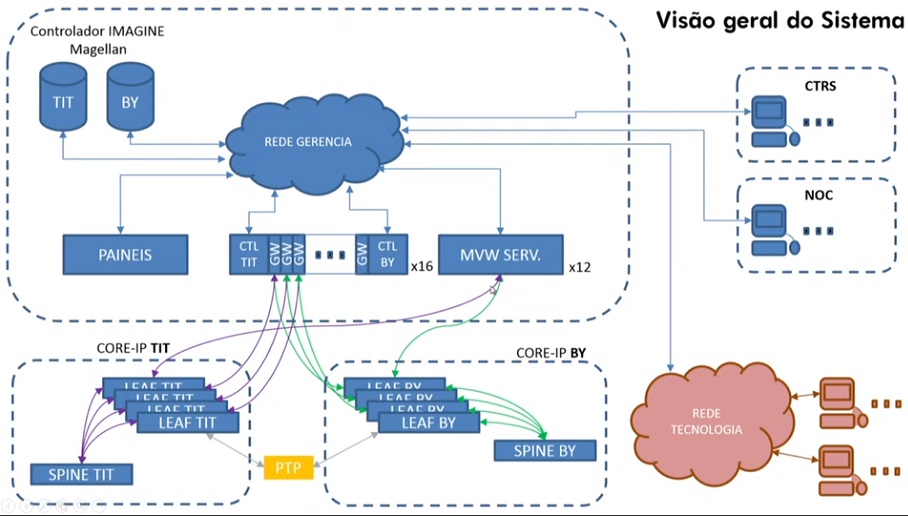 Visão geral do Sistema
Controlador IMAGINE
Magellan
TIT
BY
REDE GERENCIA
CTRS
NOC
PAINEIS
CTL
TIT
GW
GW
GW
GW
CTL
BY
x16
MVW SERV.
x12
CORE-IP TIT
LEAF TIT
LEAF TIT
LEAF TIT
LEAF TIT
SPINE TIT
PTP
CORE-IP BY
LEAF BY
LEAF BY
LEAF BY
LEAF BY
SPINE BY
REDE
TECNOLOGIA